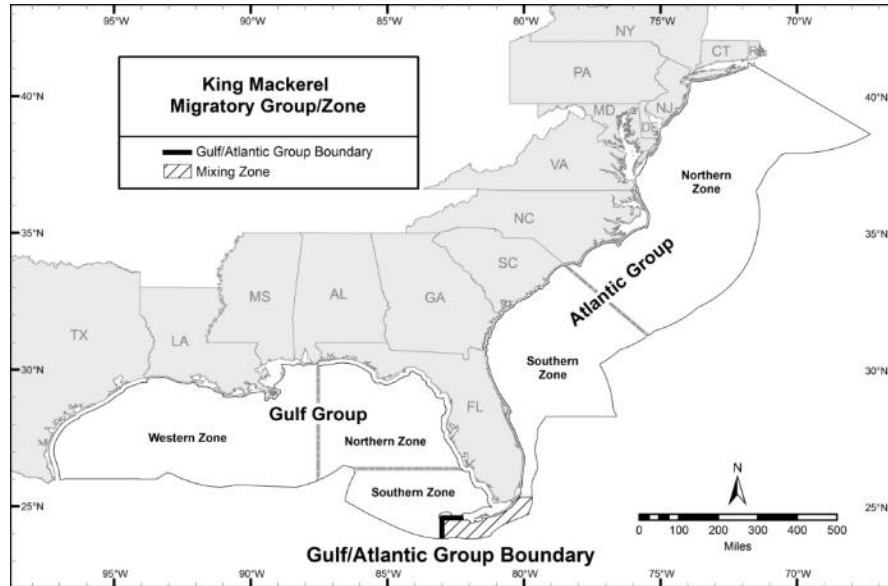 85°W
80°W
75°W
70°W
NY
CT
RI
PA
40°N
40°N
King Mackerel
Migratory Group/Zone
MD
NJ
DE
Gulf/Atlantic Group Boundary
Mixing Zone
VA
Northern
Zone
NC
35°N
35°N
SC
Atlantic Group
MS
AL
GA
TX
LA
30°N
30°N
Southern
Zone
FL
Gulf Group
Western Zone
Northern Zone
Southern Zone
N
25°N
25°N
0 50 100 200 300 400 500
Miles
Gulf/Atlantic Group Boundary
95°W
90°W
85°W
80°W
75°W
70°W